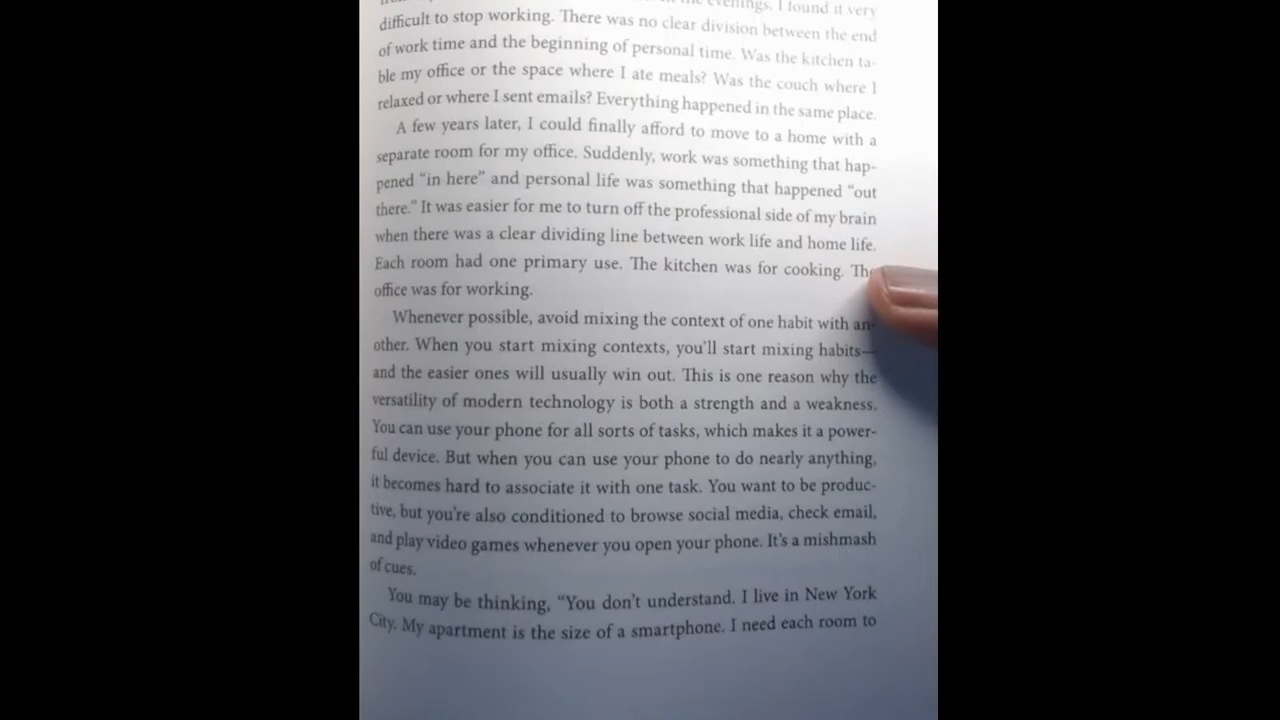 the evenings, I found it very
difficult to stop working. There was no clear division between the end
of work time and the beginning of personal time. Was the kitchen ta-
ble my office or the space where I ate meals? Was the couch where I
relaxed or where I sent emails? Everything happened in the same place.
A few years later, I could finally afford to move to a home with a
separate room for my office. Suddenly, work was something that hap-
pened “in here” and personal life was something that happened “out
there.” It was easier for me to turn off the professional side of my brain
when there was a clear dividing line between work life and home life.
Each room had one primary use. The kitchen was for cooking. The
office was for working.
Whenever possible, avoid mixing the context of one habit with an-
other. When you start mixing contexts, you’ll start mixing habits—
and the easier ones will usually win out. This is one reason why the
versatility of modern technology is both a strength and a weakness.
You can use your phone for all sorts of tasks, which makes it a power-
ful device. But when you can use your phone to do nearly anything,
it becomes hard to associate it with one task. You want to be produc-
tive, but you’re also conditioned to browse social media, check email,
and play video games whenever you open your phone. It’s a mishmash
of cues.
You may be thinking, “You don’t understand. I live in New York
City. My apartment is the size of a smartphone. I need each room to